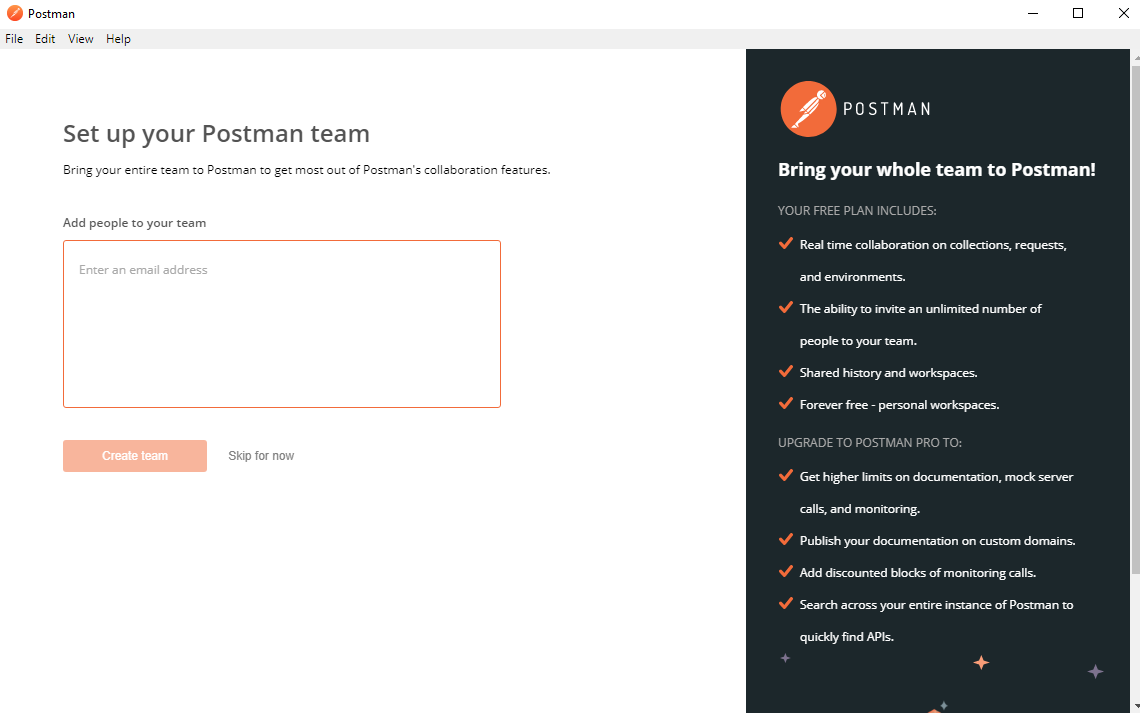 Postman
File Edit View Help
Set up your Postman team
Bring your entire team to Postman to get most out of Postman's collaboration features.
Add people to your team
Enter an email address
Create team Skip for now
POSTMAN
Bring your whole team to Postman!
YOUR FREE PLAN INCLUDES:
Real time collaboration on collections, requests,
and environments.
The ability to invite an unlimited number of
people to your team.
Shared history and workspaces.
Forever free - personal workspaces.
UPGRADE TO POSTMAN PRO TO:
Get higher limits on documentation, mock server
calls, and monitoring.
Publish your documentation on custom domains.
Add discounted blocks of monitoring calls.
Search across your entire instance of Postman to
quickly find APIs.